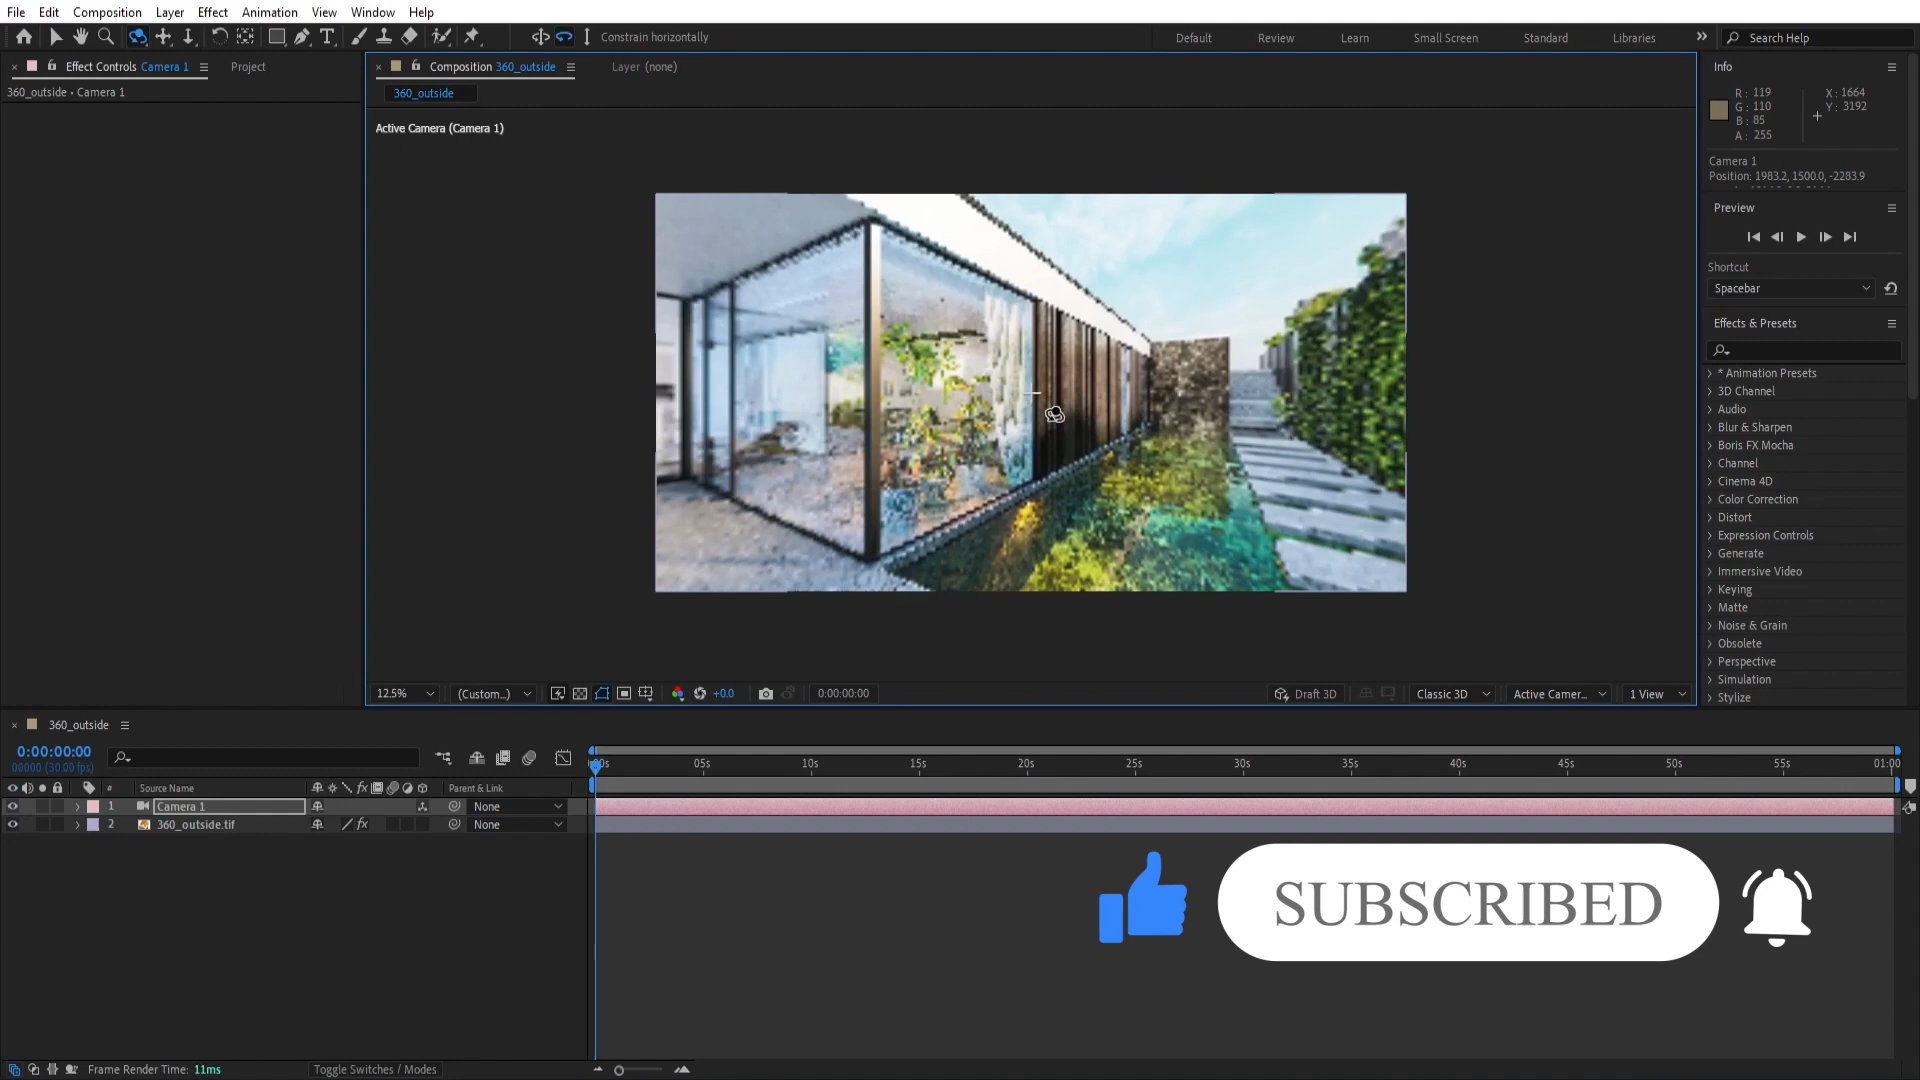 File Edit Composition Layer Effect Animation View Window Help
Constrain horizontally
Default Review Learn Small Screen Standard Libraries Search Help
Effect Controls Camera 1 Project
360_outside • Camera 1
Composition 360_outside Layer (none)
360_outside
Active Camera (Camera 1)
Info
R : 119 X : 1664
G : 110 Y : 3192
B : 85
A : 255
Camera 1
Position: 1983.2, 1500.0, -2283.9
Preview
Shortcut
Spacebar
Effects & Presets
* Animation Presets
3D Channel
Audio
Blur & Sharpen
Boris FX Mocha
Channel
Cinema 4D
Color Correction
Distort
Expression Controls
Generate
Immersive Video
Keying
Matte
Noise & Grain
Obsolete
Perspective
Simulation
Stylize
12.5% (Custom...) +0.0 0:00:00:00 Draft 3D Classic 3D Active Camer... 1 View
360_outside
0:00:00:00
00000 (30.00 fps)
05s 10s 15s 20s 25s 30s 35s 40s 45s 50s 55s 01:00
# Source Name fx Parent & Link
1 Camera 1 None
2 360_outside.tif fx None
SUBSCRIBED
Frame Render Time: 11ms Toggle Switches / Modes